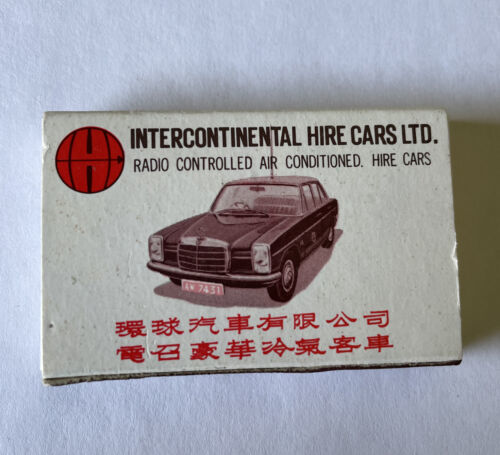 INTERCONTINENTAL HIRE CARS LTD.
RADIO CONTROLLED AIR CONDITIONED. HIRE CARS
環球汽車有限公司
電召豪華冷氣客車